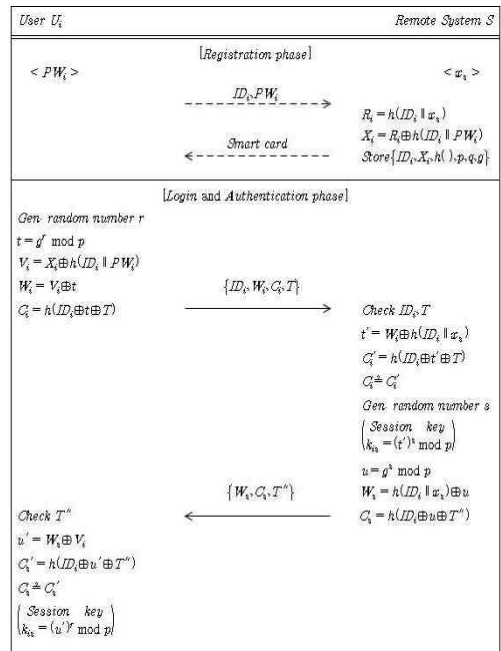 User U_i Remote System S
[Registration phase]
< PW_i > < x_s >
ID_i, PW_i
R_i = h(ID_i ∥ x_s)
Smart card X_i = R_i ⊕ h(ID_i ∥ PW_i)
Store{ID_i, X_i, h( ), p, q, g}
[Login and Authentication phase]
Gen random number r
t = g^r mod p
V_i = X_i ⊕ h(ID_i ∥ PW_i)
W_i = V_i ⊕ t {ID_i, W_i, C_i, T}
C_i = h(ID_i ⊕ t ⊕ T)
Check ID_i, T
t' = W_i ⊕ h(ID_i ∥ x_s)
C_i' = h(ID_i ⊕ t' ⊕ T)
C_i ≟ C_i'
Gen random number s
(Session key
k_is = (t')^s mod p)
u = g^s mod p
{W_s, C_s, T''} W_s = h(ID_i ∥ x_s) ⊕ u
Check T'' C_s = h(ID_i ⊕ u ⊕ T'')
u' = W_s ⊕ V_i
C_s' = h(ID_i ⊕ u' ⊕ T'')
C_s ≟ C_s'
(Session key
k_is = (u')^r mod p)